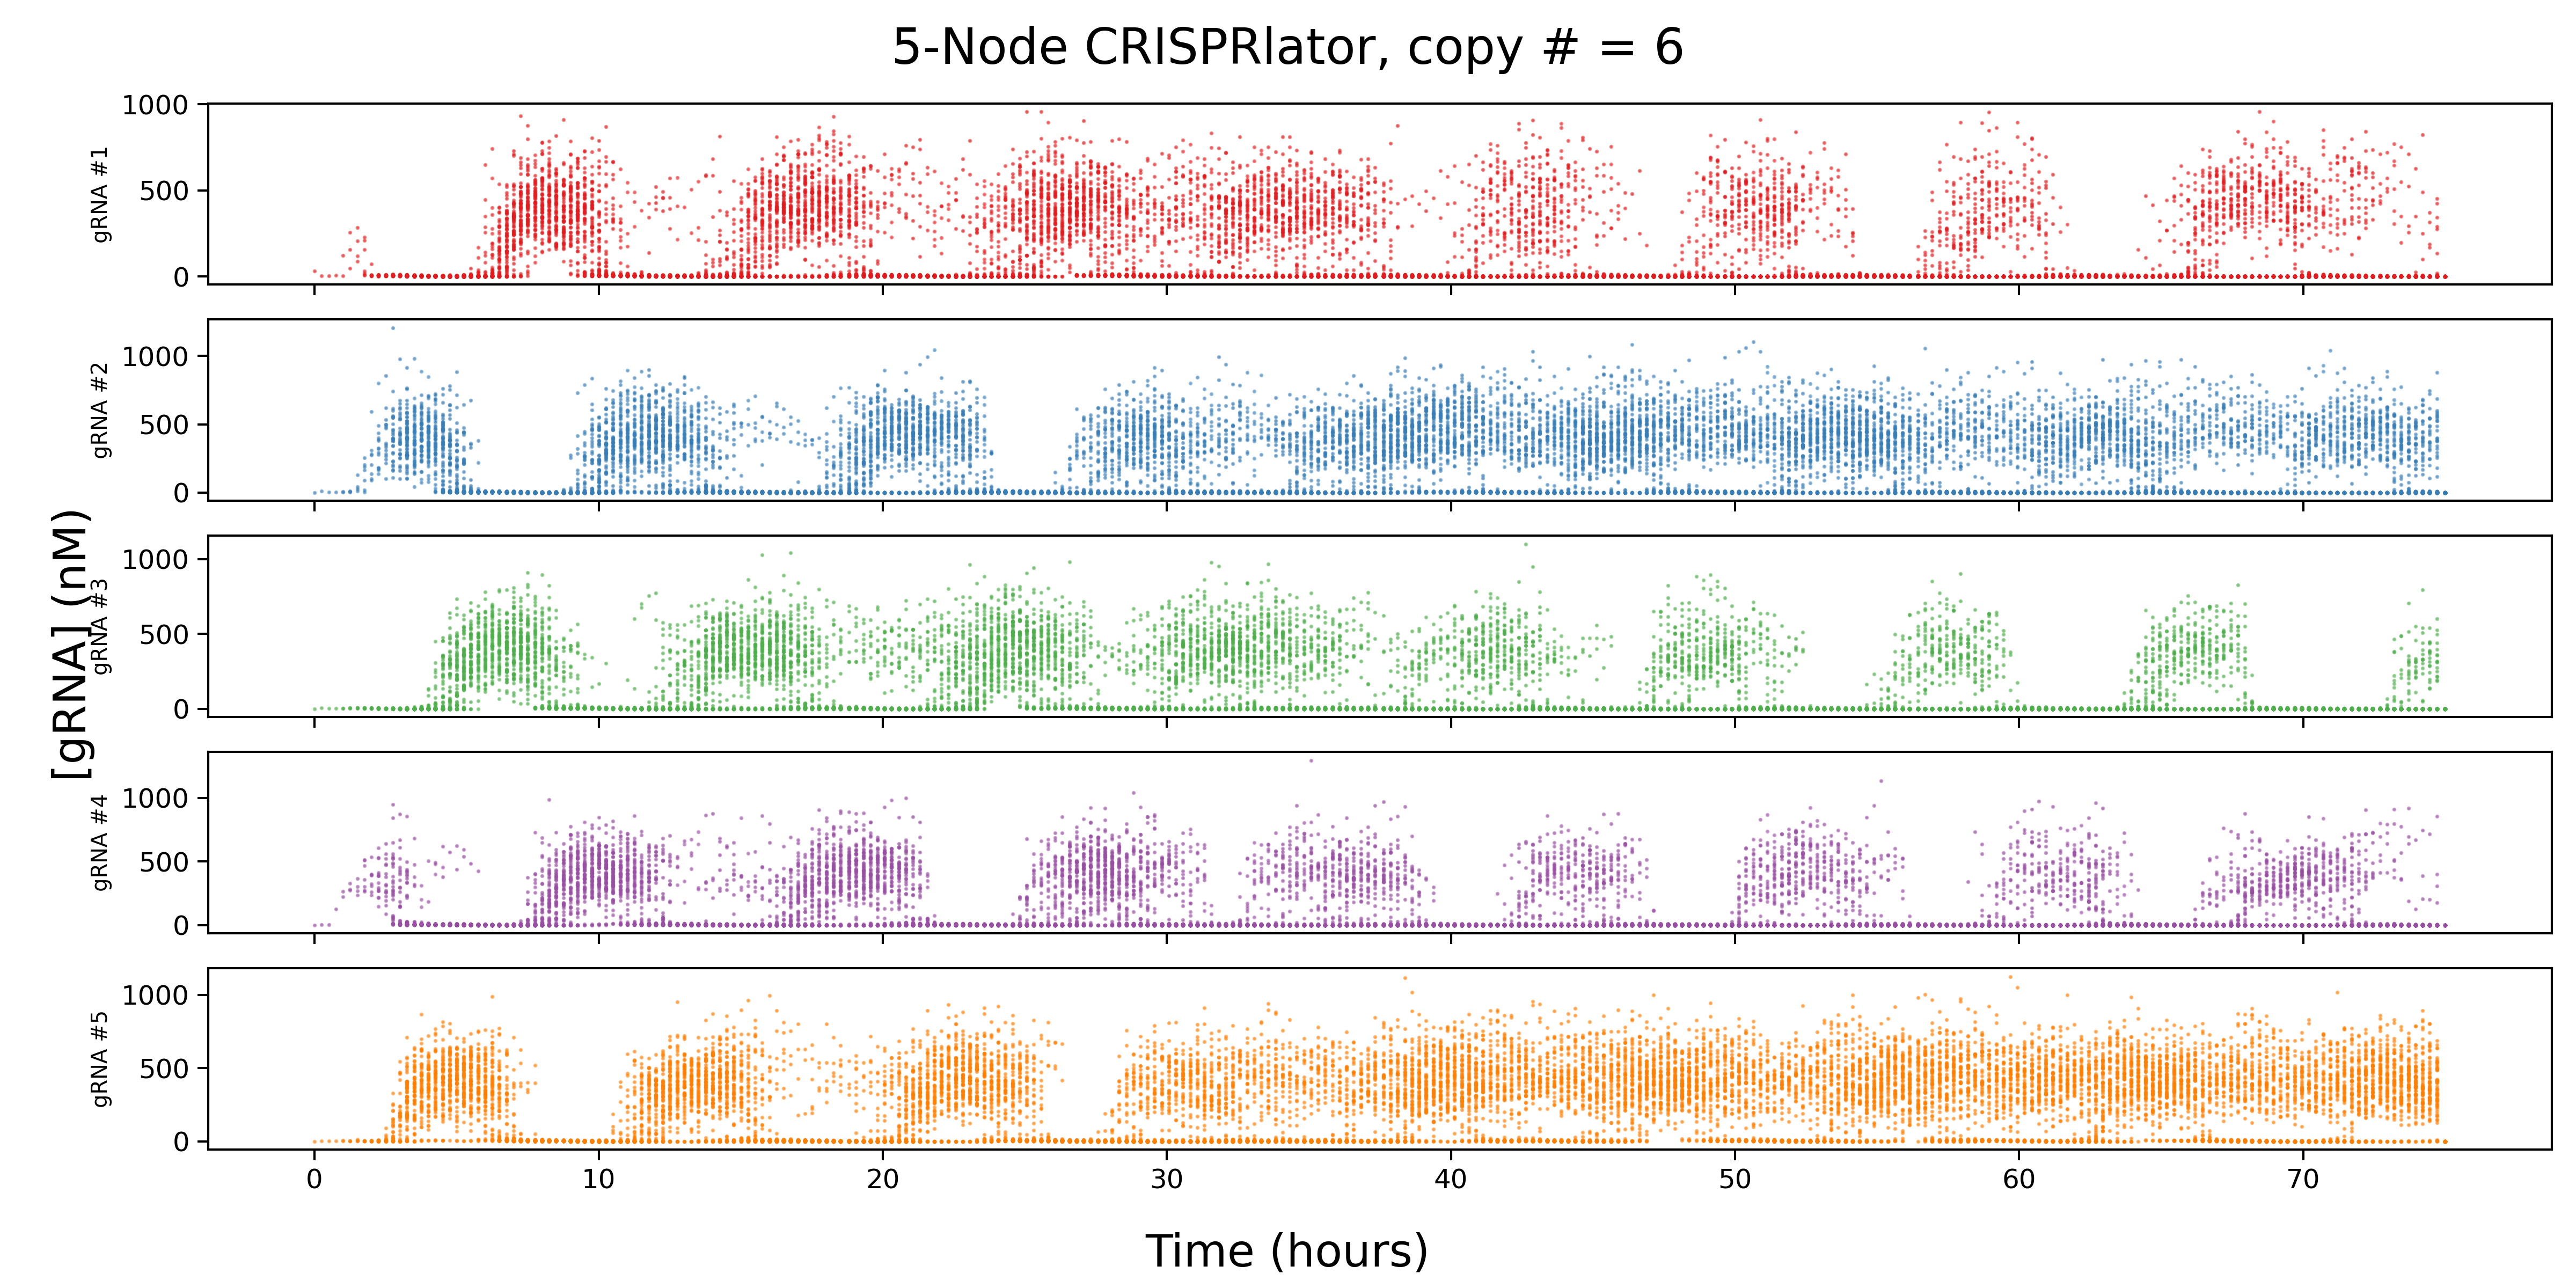 5-Node CRISPRlator, copy # = 6
[gRNA] (nM)
gRNA #1
1000
500
0
gRNA #2
1000
500
0
gRNA #3
1000
500
0
gRNA #4
1000
500
0
gRNA #5
1000
500
0
0 10 20 30 40 50 60 70
Time (hours)